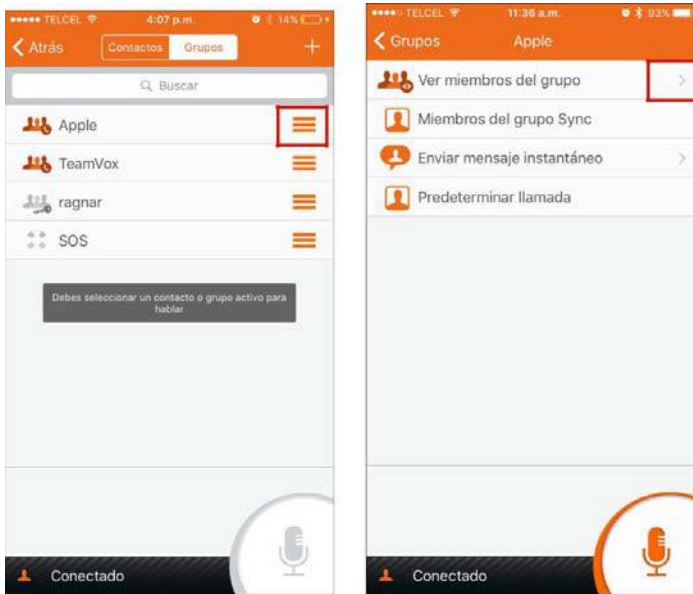 TELCEL 4:07 p.m. 14%
Atrás Contactos Grupos +
Buscar
Apple
TeamVox
ragnar
SOS
Debes seleccionar un contacto o grupo activo para
hablar
Conectado
TELCEL 11:36 a.m. 93%
Grupos Apple
Ver miembros del grupo
Miembros del grupo Sync
Enviar mensaje instantáneo
Predeterminar llamada
Conectado